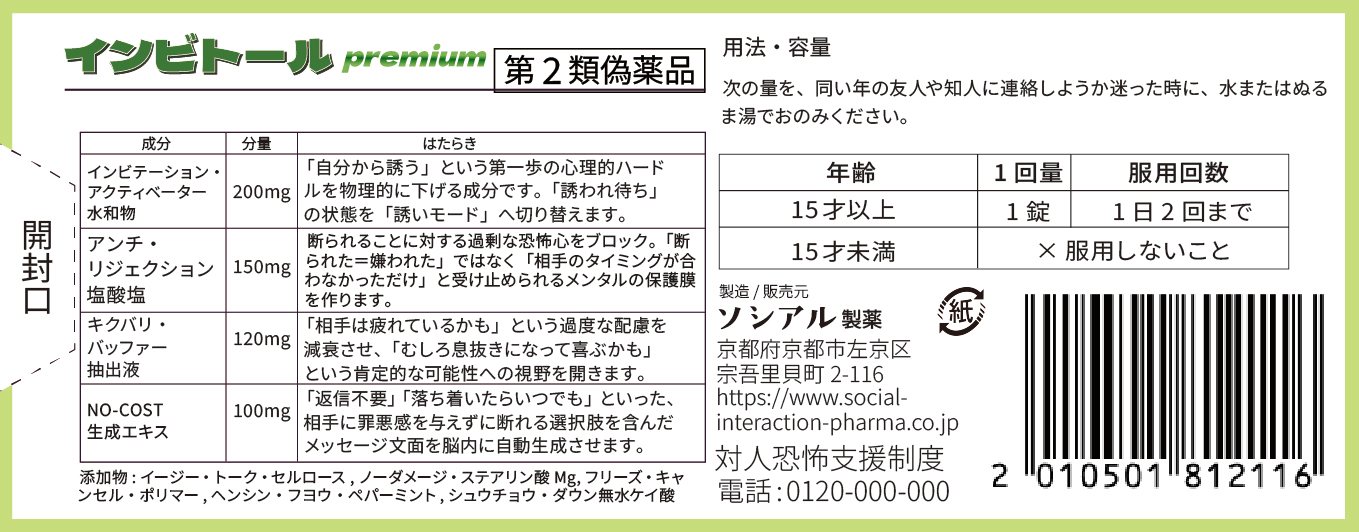 インビトール premium 第2類偽薬品
成分 分量 はたらき
インビテーション・
アクティベーター
水和物
200mg
「自分から誘う」という第一歩の心理的ハード
ルを物理的に下げる成分です。「誘われ待ち」
の状態を「誘いモード」へ切り替えます。
アンチ・
リジェクション
塩酸塩
150mg
断られることに対する過剰な恐怖心をブロック。「断
られた＝嫌われた」ではなく「相手のタイミングが合
わなかっただけ」と受け止められるメンタルの保護膜
を作ります。
キクバリ・
バッファー
抽出液
120mg
「相手は疲れているかも」という過度な配慮を
減衰させ、「むしろ息抜きになって喜ぶかも」
という肯定的な可能性への視野を開きます。
NO-COST
生成エキス
100mg
「返信不要」「落ち着いたらいつでも」といった、
相手に罪悪感を与えずに断れる選択肢を含んだ
メッセージ文面を脳内に自動生成させます。
添加物 : イージー・トーク・セルロース , ノーダメージ・ステアリン酸 Mg, フリーズ・キャ
ンセル・ポリマー , ヘンシン・フヨウ・ペパーミント , シュウチョウ・ダウン無水ケイ酸
開封口
用法・容量
次の量を、同い年の友人や知人に連絡しようか迷った時に、水またはぬる
ま湯でおのみください。
年齢 1回量 服用回数
15才以上 1錠 1日2回まで
15才未満 × 服用しないこと
製造 / 販売元
ソシアル製薬
京都府京都市左京区
宗吾里貝町 2-116
https://www.social-
interaction-pharma.co.jp
対人恐怖支援制度
電話 : 0120-000-000
紙
2 010501 812116